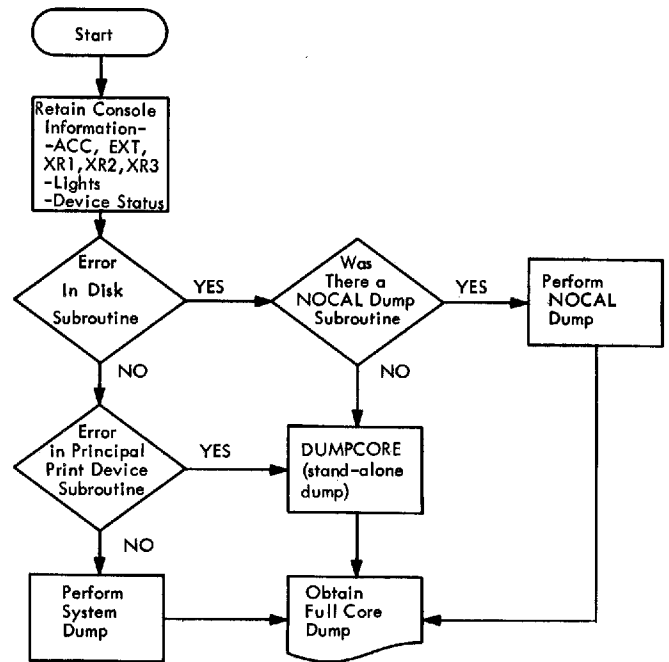 Start
Retain Console
Information-
-ACC, EXT,
XR1, XR2, XR3
-Lights
-Device Status
Error
In Disk
Subroutine
YES
Was
There a
NOCAL Dump
Subroutine
YES
Perform
NOCAL
Dump
NO
NO
Error
in Principal
Print Device
Subroutine
YES
DUMPCORE
(stand-alone
dump)
NO
Perform
System
Dump
Obtain
Full Core
Dump